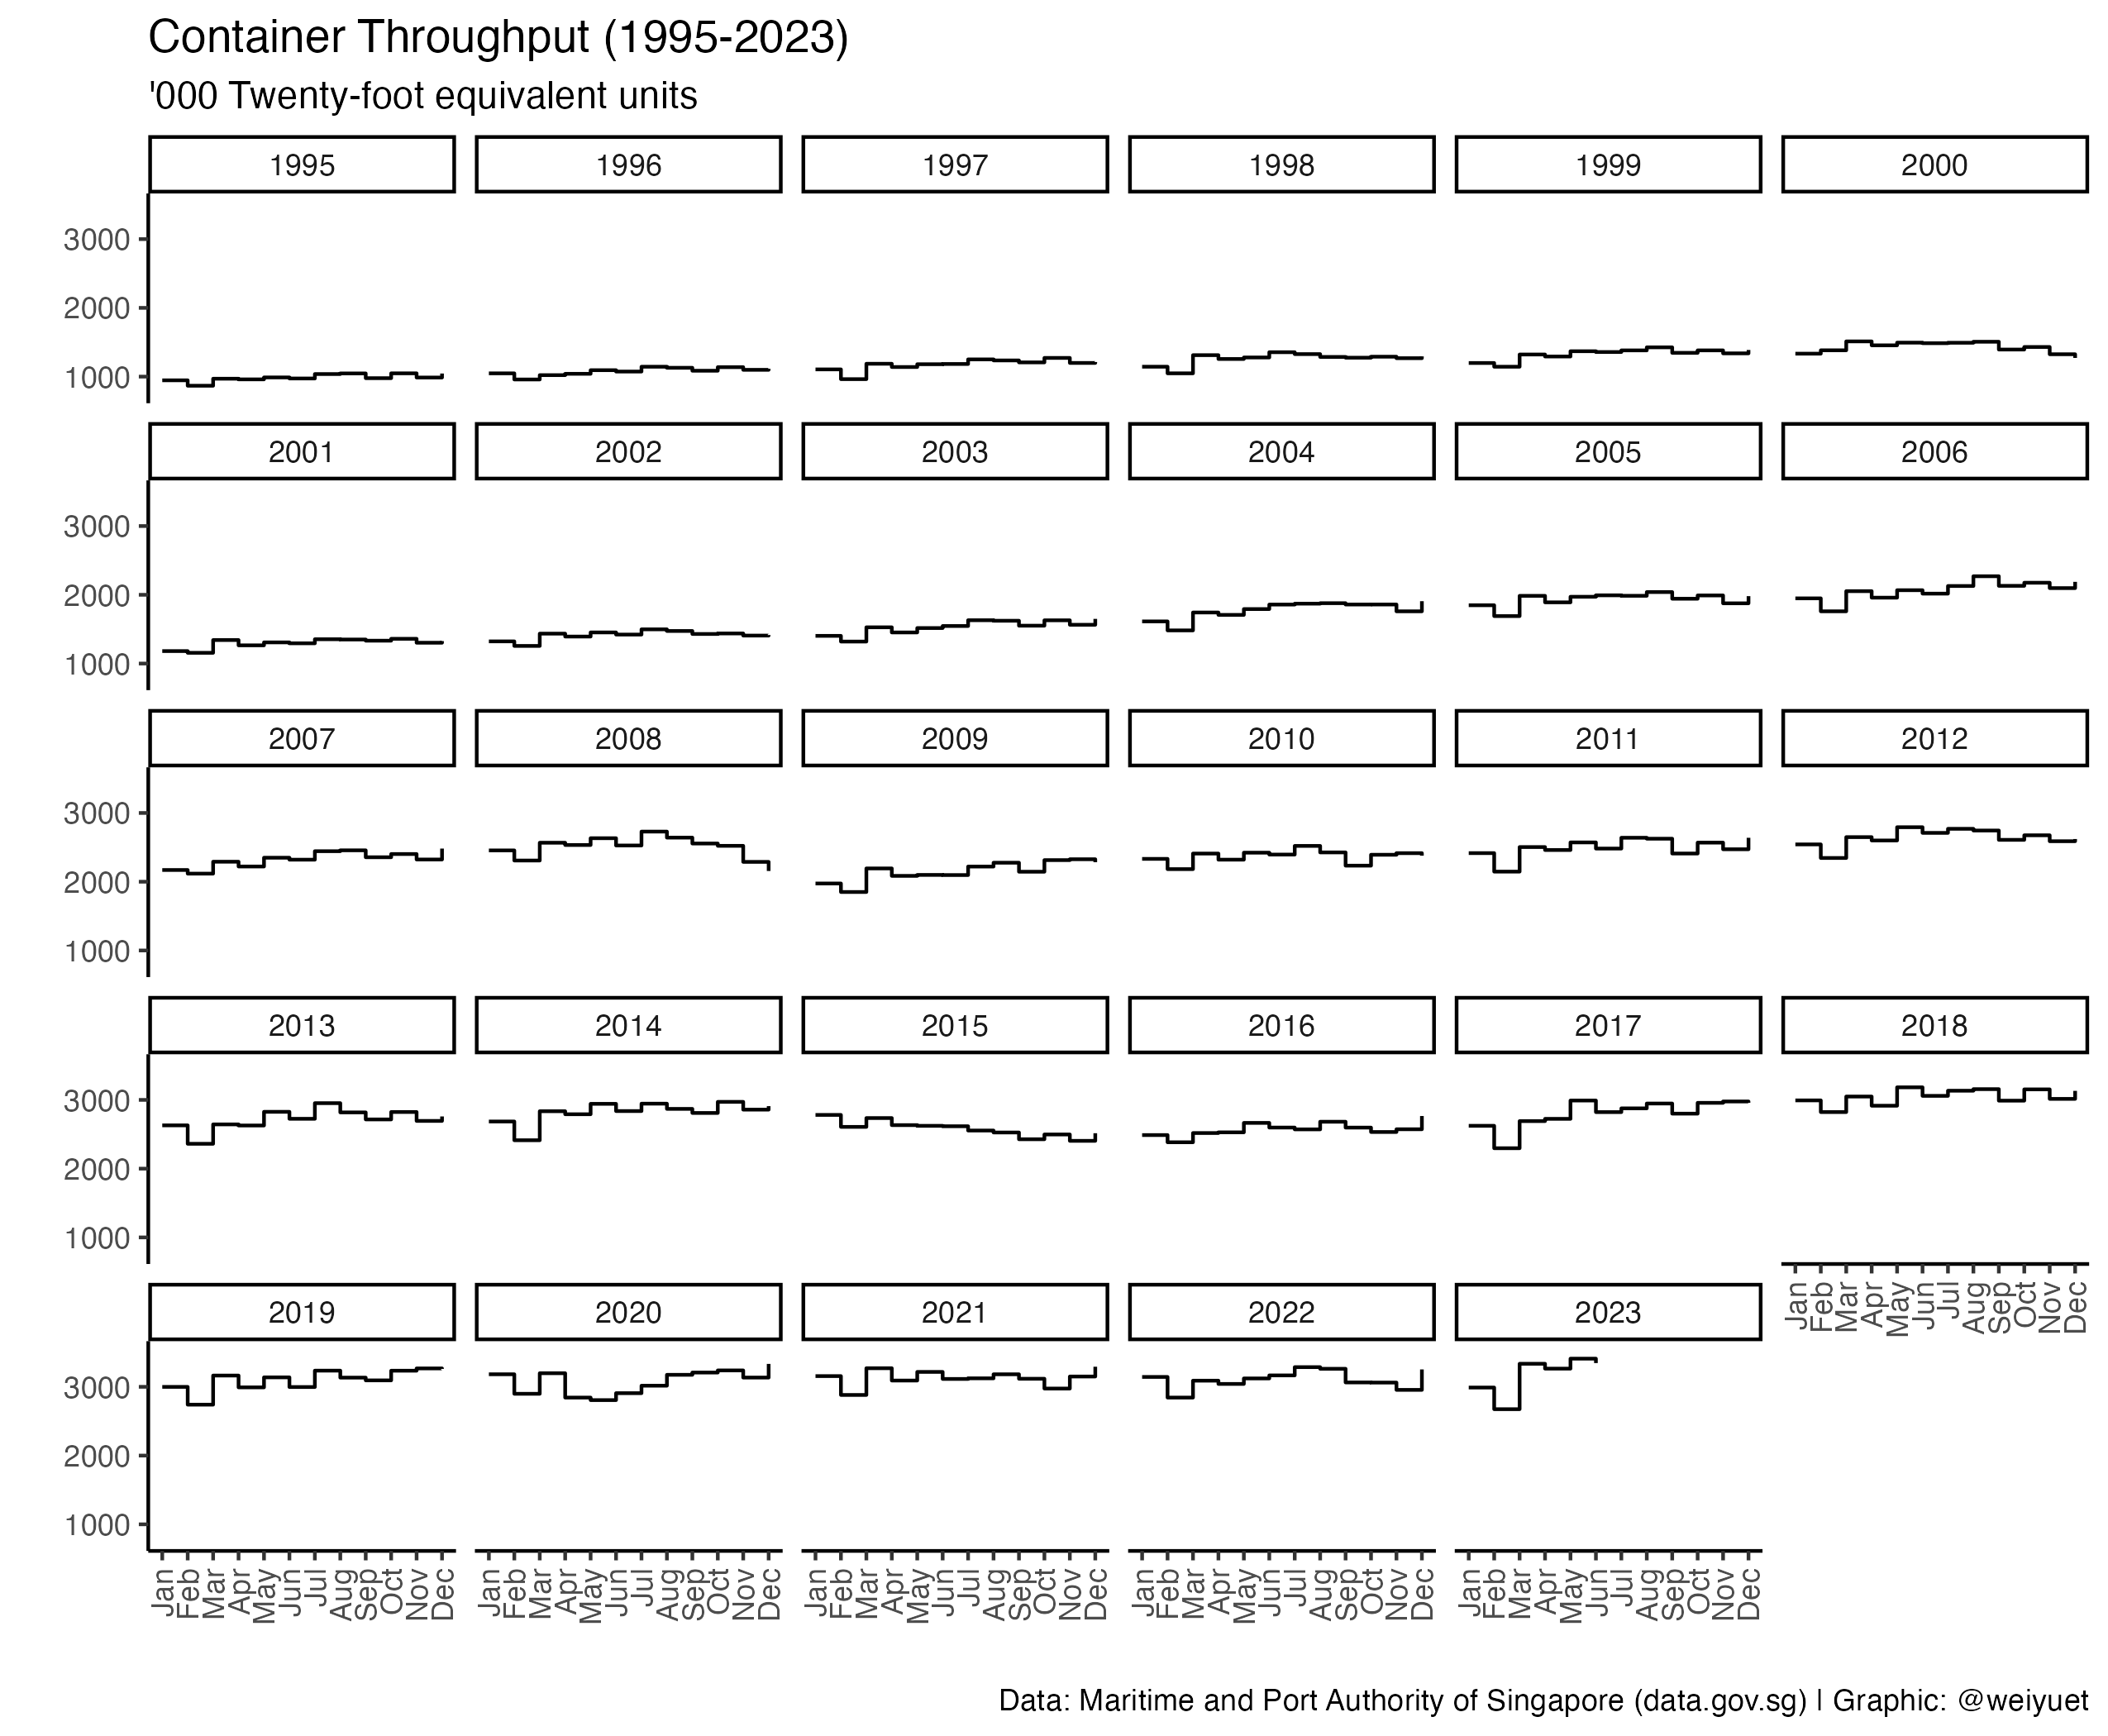 Container Throughput (1995-2023)
'000 Twenty-foot equivalent units
1995 1996 1997 1998 1999 2000
3000
2000
1000
2001 2002 2003 2004 2005 2006
3000
2000
1000
2007 2008 2009 2010 2011 2012
3000
2000
1000
2013 2014 2015 2016 2017 2018
3000
2000
1000
Jan Feb Mar Apr May Jun Jul Aug Sep Oct Nov Dec
2019 2020 2021 2022 2023
3000
2000
1000
Jan Feb Mar Apr May Jun Jul Aug Sep Oct Nov Dec Jan Feb Mar Apr May Jun Jul Aug Sep Oct Nov Dec Jan Feb Mar Apr May Jun Jul Aug Sep Oct Nov Dec Jan Feb Mar Apr May Jun Jul Aug Sep Oct Nov Dec Jan Feb Mar Apr May Jun Jul Aug Sep Oct Nov Dec
Data: Maritime and Port Authority of Singapore (data.gov.sg) | Graphic: @weiyuet